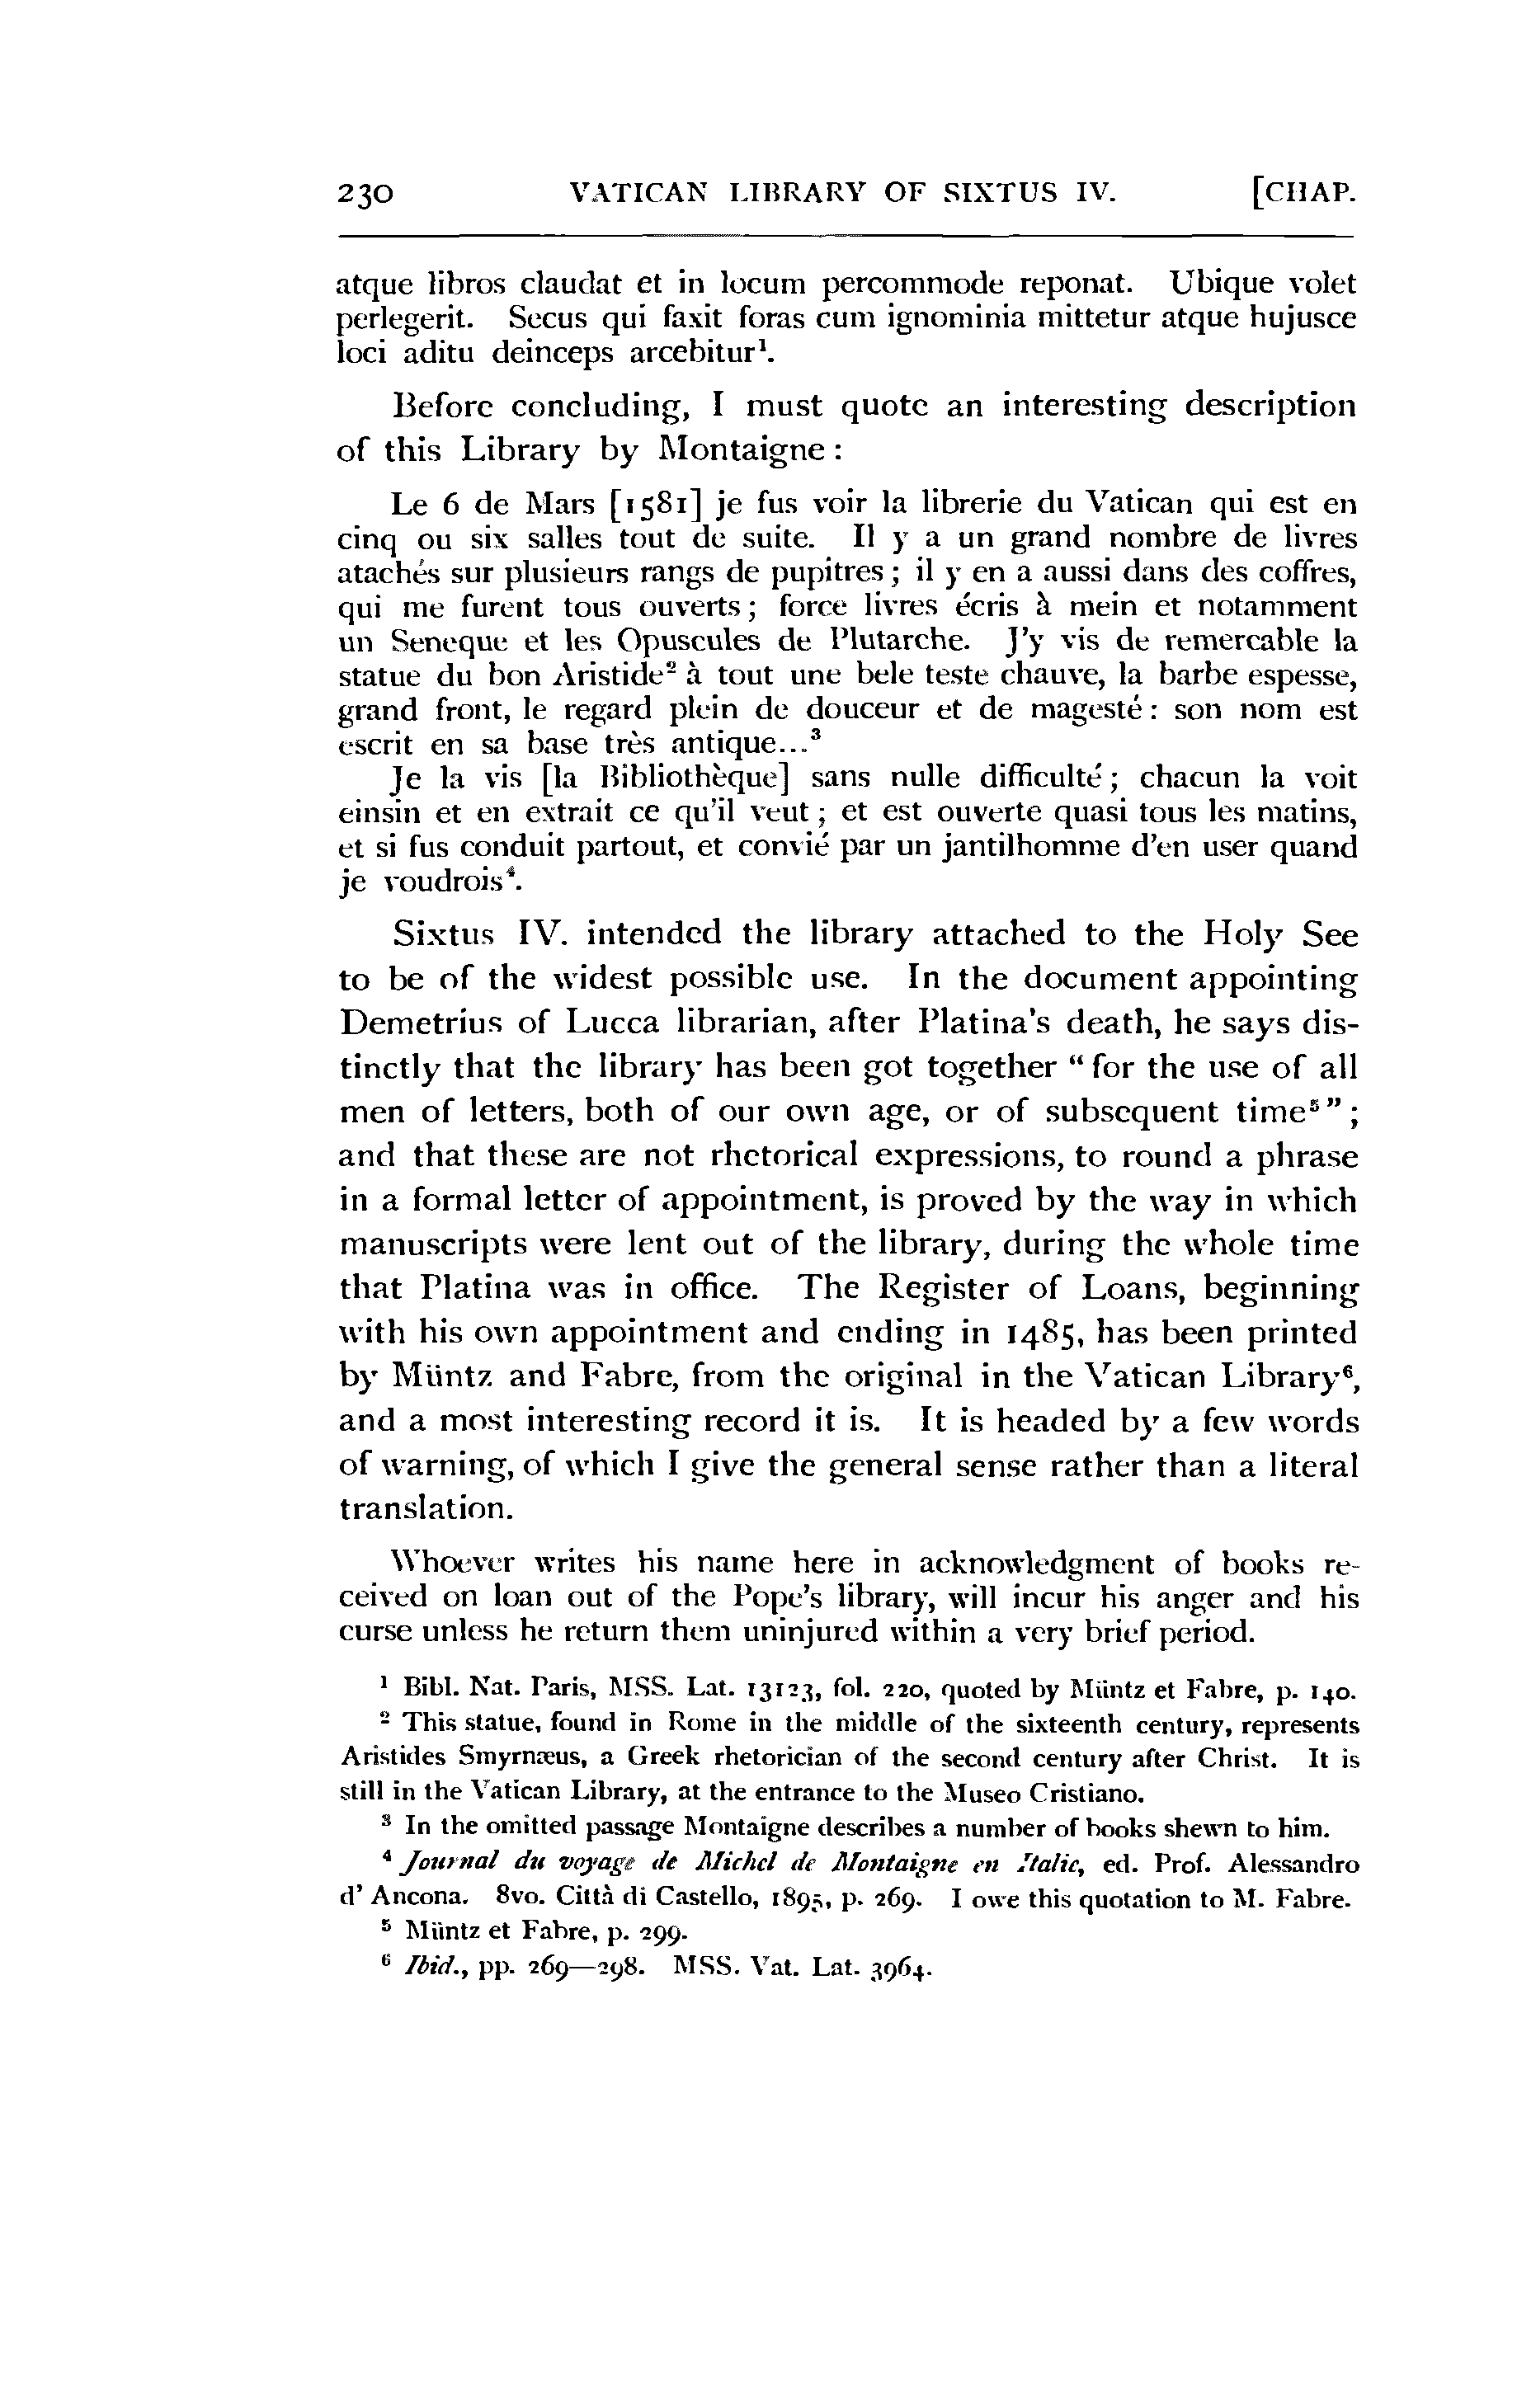 230 VATICAN LIBRARY OF SIXTUS IV. [CHAP.
atque libros claudat et in locum percommode reponat. Ubique volet
perlegerit. Secus qui faxit foras cum ignominia mittetur atque hujusce
loci aditu deinceps arcebitur¹.
Before concluding, I must quote an interesting description
of this Library by Montaigne :
Le 6 de Mars [1581] je fus voir la librerie du Vatican qui est en
cinq ou six salles tout de suite. Il y a un grand nombre de livres
atachés sur plusieurs rangs de pupitres ; il y en a aussi dans des coffres,
qui me furent tous ouverts ; force livres écris à mein et notamment
un Seneque et les Opuscules de Plutarche. J'y vis de remercable la
statue du bon Aristide² à tout une bele teste chauve, la barbe espesse,
grand front, le regard plein de douceur et de magesté : son nom est
escrit en sa base très antique...³
Je la vis [la Bibliothèque] sans nulle difficulté ; chacun la voit
einsin et en extrait ce qu'il veut ; et est ouverte quasi tous les matins,
et si fus conduit partout, et convié par un jantilhomme d'en user quand
je voudrois⁴.
Sixtus IV. intended the library attached to the Holy See
to be of the widest possible use. In the document appointing
Demetrius of Lucca librarian, after Platina's death, he says dis-
tinctly that the library has been got together “ for the use of all
men of letters, both of our own age, or of subsequent time⁵ ” ;
and that these are not rhetorical expressions, to round a phrase
in a formal letter of appointment, is proved by the way in which
manuscripts were lent out of the library, during the whole time
that Platina was in office. The Register of Loans, beginning
with his own appointment and ending in 1485, has been printed
by Müntz and Fabre, from the original in the Vatican Library⁶,
and a most interesting record it is. It is headed by a few words
of warning, of which I give the general sense rather than a literal
translation.
Whoever writes his name here in acknowledgment of books re-
ceived on loan out of the Pope's library, will incur his anger and his
curse unless he return them uninjured within a very brief period.
¹ Bibl. Nat. Paris, MSS. Lat. 13123, fol. 220, quoted by Müntz et Fabre, p. 140.
² This statue, found in Rome in the middle of the sixteenth century, represents
Aristides Smyrnæus, a Greek rhetorician of the second century after Christ. It is
still in the Vatican Library, at the entrance to the Museo Cristiano.
³ In the omitted passage Montaigne describes a number of books shewn to him.
⁴ Journal du voyage de Michel de Montaigne en Italie, ed. Prof. Alessandro
d' Ancona. 8vo. Città di Castello, 1895, p. 269. I owe this quotation to M. Fabre.
⁵ Müntz et Fabre, p. 299.
⁶ Ibid., pp. 269—298. MSS. Vat. Lat. 3964.